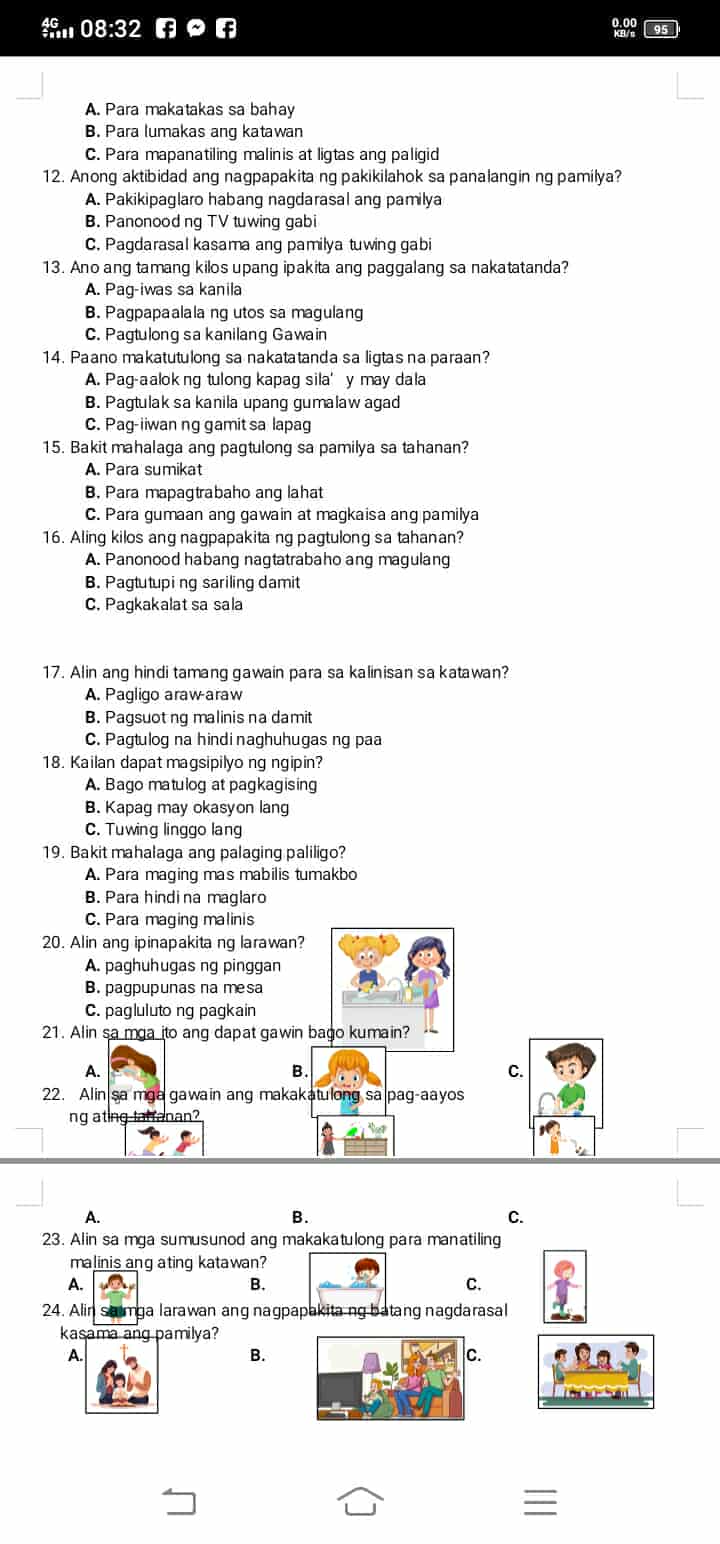 4G 08:32 0.00 KB/s 95
A. Para makatakas sa bahay
B. Para lumakas ang katawan
C. Para mapanatiling malinis at ligtas ang paligid
12. Anong aktibidad ang nagpapakita ng pakikilahok sa panalangin ng pamilya?
A. Pakikipaglaro habang nagdarasal ang pamilya
B. Panonood ng TV tuwing gabi
C. Pagdarasal kasama ang pamilya tuwing gabi
13. Ano ang tamang kilos upang ipakita ang paggalang sa nakatatanda?
A. Pag-iwas sa kanila
B. Pagpapaalala ng utos sa magulang
C. Pagtulong sa kanilang Gawain
14. Paano makatutulong sa nakatatanda sa ligtas na paraan?
A. Pag-aalok ng tulong kapag sila' y may dala
B. Pagtulak sa kanila upang gumalaw agad
C. Pag-iiwan ng gamit sa lapag
15. Bakit mahalaga ang pagtulong sa pamilya sa tahanan?
A. Para sumikat
B. Para mapagtrabaho ang lahat
C. Para gumaan ang gawain at magkaisa ang pamilya
16. Aling kilos ang nagpapakita ng pagtulong sa tahanan?
A. Panonood habang nagtatrabaho ang magulang
B. Pagtutupi ng sariling damit
C. Pagkakalat sa sala
17. Alin ang hindi tamang gawain para sa kalinisan sa katawan?
A. Pagligo araw-araw
B. Pagsuot ng malinis na damit
C. Pagtulog na hindi naghuhugas ng paa
18. Kailan dapat magsipilyo ng ngipin?
A. Bago matulog at pagkagising
B. Kapag may okasyon lang
C. Tuwing linggo lang
19. Bakit mahalaga ang palaging paliligo?
A. Para maging mas mabilis tumakbo
B. Para hindi na maglaro
C. Para maging malinis
20. Alin ang ipinapakita ng larawan?
A. paghuhugas ng pinggan
B. pagpupunas na mesa
C. pagluluto ng pagkain
21. Alin sa mga ito ang dapat gawin bago kumain?
A. B. C.
22. Alin sa mga gawain ang makakatulong sa pag-aayos
ng ating tahanan?
A. B. C.
23. Alin sa mga sumusunod ang makakatulong para manatiling
malinis ang ating katawan?
A. B. C.
24. Alin sa mga larawan ang nagpapakita ng batang nagdarasal
kasama ang pamilya?
A. B. C.